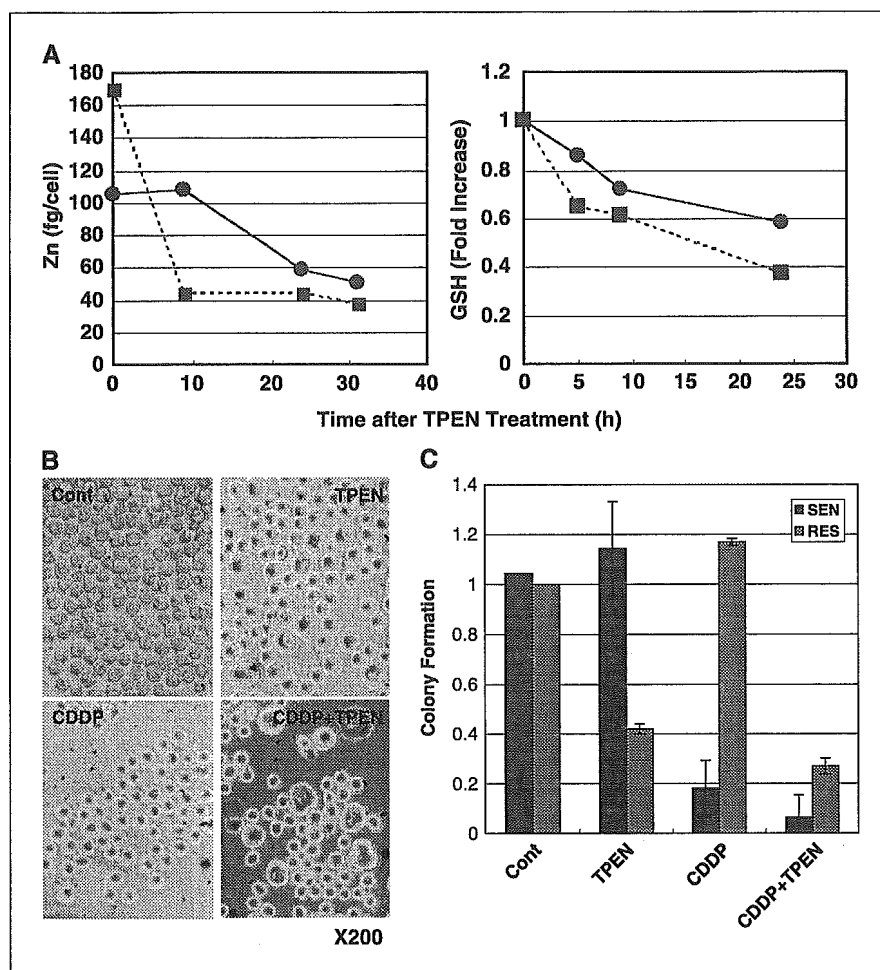 A
180
160
140
120
100
80
60
40
20
0
Zn (fg/cell)
0 10 20 30 40
1.2
1
0.8
0.6
0.4
0.2
0
GSH (Fold Increase)
0 5 10 15 20 25 30
Time after TPEN Treatment (h)
B
Cont
TPEN
CDDP
CDDP+TPEN
X200
C
1.4
1.2
1
0.8
0.6
0.4
0.2
0
Colony Formation
SEN
RES
Cont
TPEN
CDDP
CDDP+TPEN